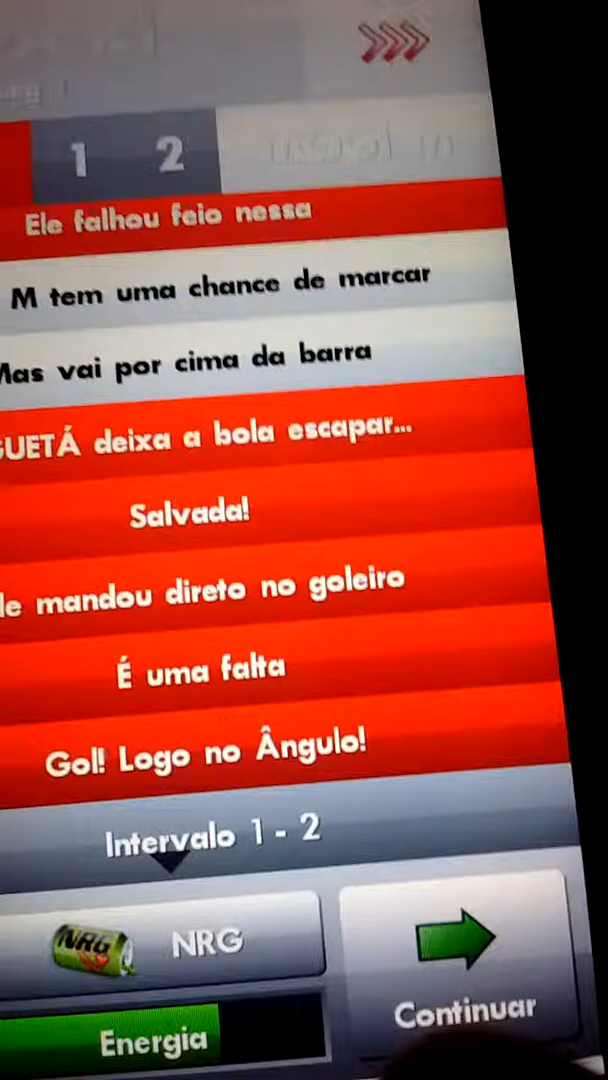 1 2
Ele falhou feio nessa
M tem uma chance de marcar
Mas vai por cima da barra
GUETÁ deixa a bola escapar...
Salvada!
le mandou direto no goleiro
É uma falta
Gol! Logo no Ângulo!
Intervalo 1 - 2
NRG NRG
Continuar
Energia